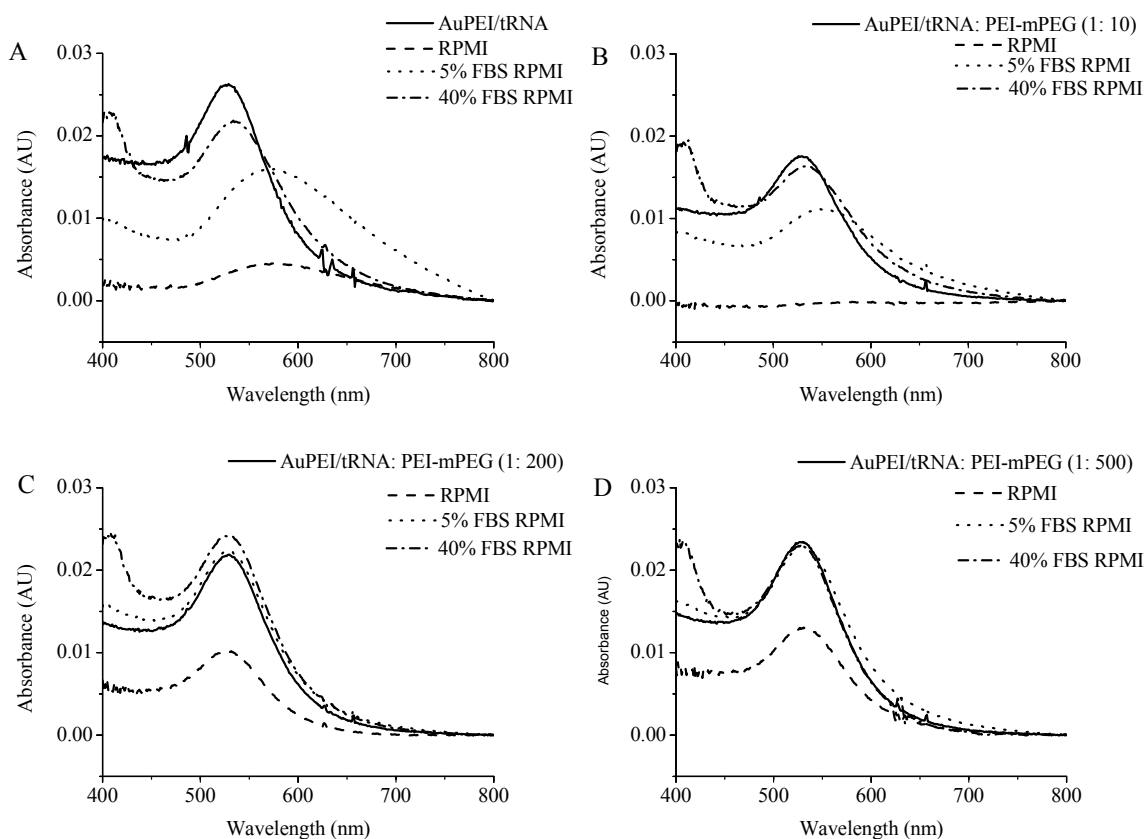 A
AuPEI/tRNA
RPMI
5% FBS RPMI
40% FBS RPMI
0.03
0.02
0.01
0.00
Absorbance (AU)
400 500 600 700 800
Wavelength (nm)
B
AuPEI/tRNA: PEI-mPEG (1: 10)
RPMI
5% FBS RPMI
40% FBS RPMI
0.03
0.02
0.01
0.00
Absorbance (AU)
400 500 600 700 800
Wavelength (nm)
C
AuPEI/tRNA: PEI-mPEG (1: 200)
RPMI
5% FBS RPMI
40% FBS RPMI
0.03
0.02
0.01
0.00
Absorbance (AU)
400 500 600 700 800
Wavelength (nm)
D
AuPEI/tRNA: PEI-mPEG (1: 500)
RPMI
5% FBS RPMI
40% FBS RPMI
0.03
0.02
0.01
0.00
Absorbance (AU)
400 500 600 700 800
Wavelength (nm)